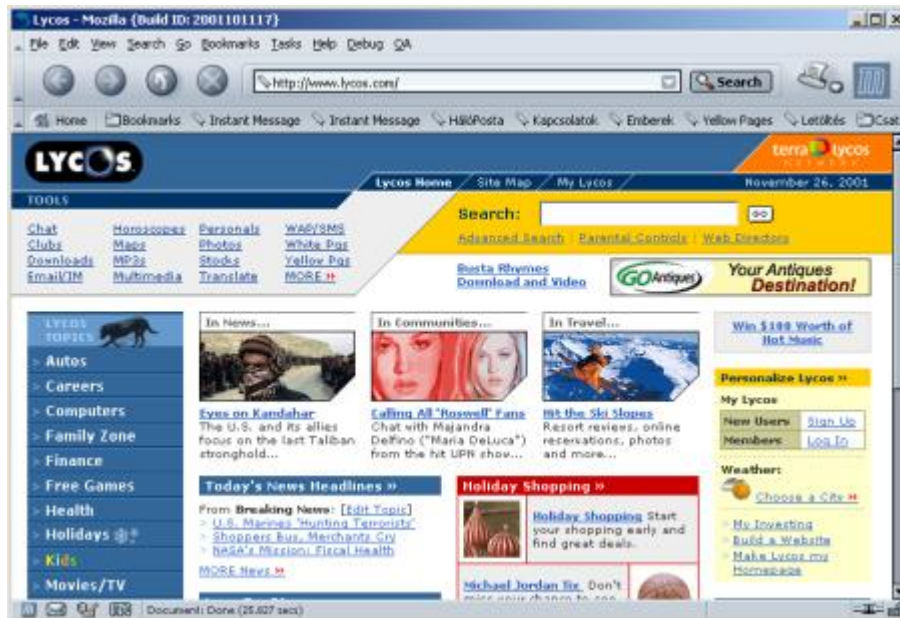 Lycos - Mozilla {Build ID: 2001101117}
File Edit View Search Go Bookmarks Tasks Help Debug QA
http://www.lycos.com/ Search
Home Bookmarks Instant Message Instant Message HálóPosta Kapcsolatok Emberek Yellow Pages Letöltés Csat
LYCOS
terra lycos
NETWORK
Lycos Home / Site Map / My Lycos
November 26, 2001
TOOLS
Chat Horoscopes Personals WAP/SMS
Clubs Maps Photos White Pgs
Downloads MP3s Stocks Yellow Pgs
Email/IM Multimedia Translate MORE »
Search: GO
Advanced Search | Parental Controls | Web Directory
Busta Rhymes
Download and Video
GOAntiques
Your Antiques
Destination!
LYCOS
TOPICS
Autos
Careers
Computers
Family Zone
Finance
Free Games
Health
Holidays
Kids
Movies/TV
In News...
Eyes on Kandahar
The U.S. and its allies
focus on the last Taliban
stronghold...
In Communities...
Calling All 'Roswell' Fans
Chat with Majandra
Delfino ("Maria DeLuca")
from the hit UPN show...
In Travel...
Hit the Ski Slopes
Resort reviews, online
reservations, photos
and more...
Today's News Headlines »
From Breaking News: [Edit Topic]
> U.S. Marines 'Hunting Terrorists'
> Shoppers Bus, Merchants Cry
> NASA's Mission: Fiscal Health
MORE News »
Holiday Shopping »
Holiday Shopping Start
your shopping early and
find great deals.
Michael Jordan Tix Don't
miss your chance to see
Win $100 Worth of
Hot Music
Personalize Lycos »
My Lycos
New Users Sign Up
Members Log In
Weather:
Choose a City »
> My Investing
> Build a Website
> Make Lycos my
Homepage
Document: Done (25.827 secs)